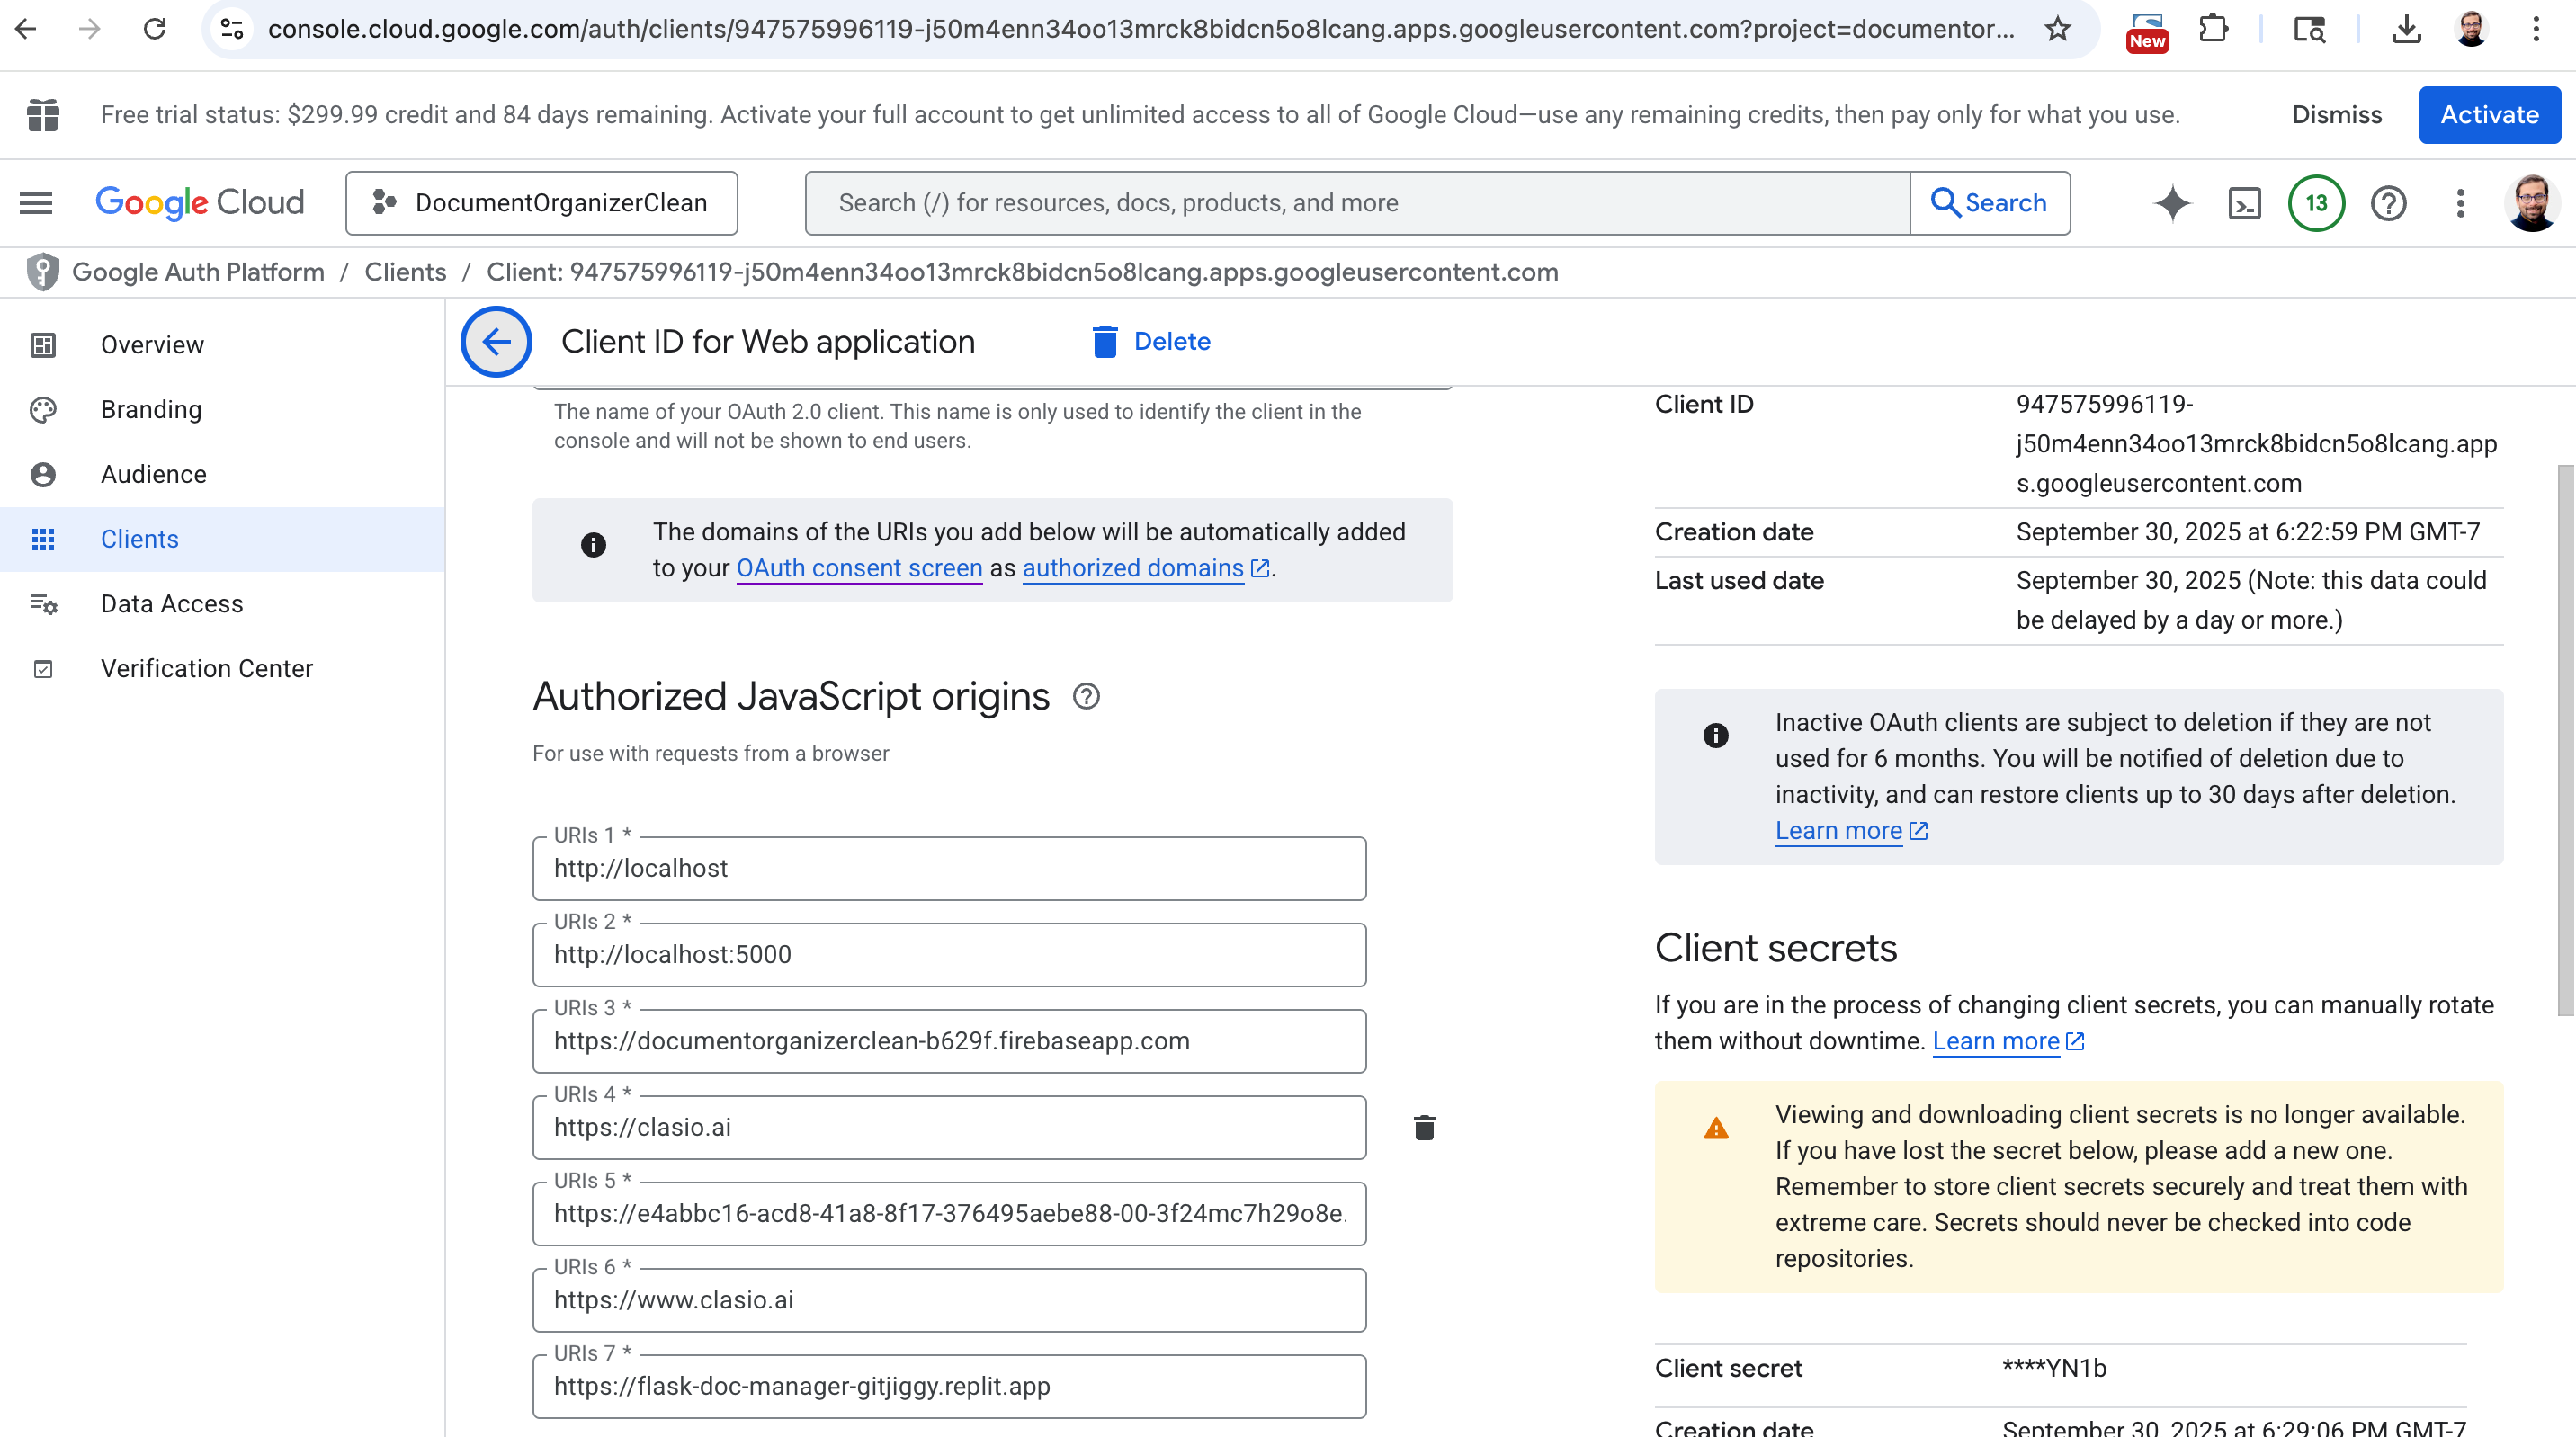 console.cloud.google.com/auth/clients/947575996119-j50m4enn34oo13mrck8bidcn5o8lcang.apps.googleusercontent.com?project=documentor...
New
Free trial status: $299.99 credit and 84 days remaining. Activate your full account to get unlimited access to all of Google Cloud—use any remaining credits, then pay only for what you use.
Dismiss
Activate
Google Cloud
DocumentOrganizerClean
Search (/) for resources, docs, products, and more
Search
13
Google Auth Platform / Clients / Client: 947575996119-j50m4enn34oo13mrck8bidcn5o8lcang.apps.googleusercontent.com
Overview
Branding
Audience
Clients
Data Access
Verification Center
Client ID for Web application
Delete
The name of your OAuth 2.0 client. This name is only used to identify the client in the
console and will not be shown to end users.
The domains of the URIs you add below will be automatically added
to your OAuth consent screen as authorized domains.
Authorized JavaScript origins
For use with requests from a browser
URIs 1 *
http://localhost
URIs 2 *
http://localhost:5000
URIs 3 *
https://documentorganizerclean-b629f.firebaseapp.com
URIs 4 *
https://clasio.ai
URIs 5 *
https://e4abbc16-acd8-41a8-8f17-376495aebe88-00-3f24mc7h29o8e.
URIs 6 *
https://www.clasio.ai
URIs 7 *
https://flask-doc-manager-gitjiggy.replit.app
Client ID
947575996119-
j50m4enn34oo13mrck8bidcn5o8lcang.app
s.googleusercontent.com
Creation date
September 30, 2025 at 6:22:59 PM GMT-7
Last used date
September 30, 2025 (Note: this data could
be delayed by a day or more.)
Inactive OAuth clients are subject to deletion if they are not
used for 6 months. You will be notified of deletion due to
inactivity, and can restore clients up to 30 days after deletion.
Learn more
Client secrets
If you are in the process of changing client secrets, you can manually rotate
them without downtime. Learn more
Viewing and downloading client secrets is no longer available.
If you have lost the secret below, please add a new one.
Remember to store client secrets securely and treat them with
extreme care. Secrets should never be checked into code
repositories.
Client secret
****YN1b
Creation date
September 30, 2025 at 6:29:06 PM GMT-7